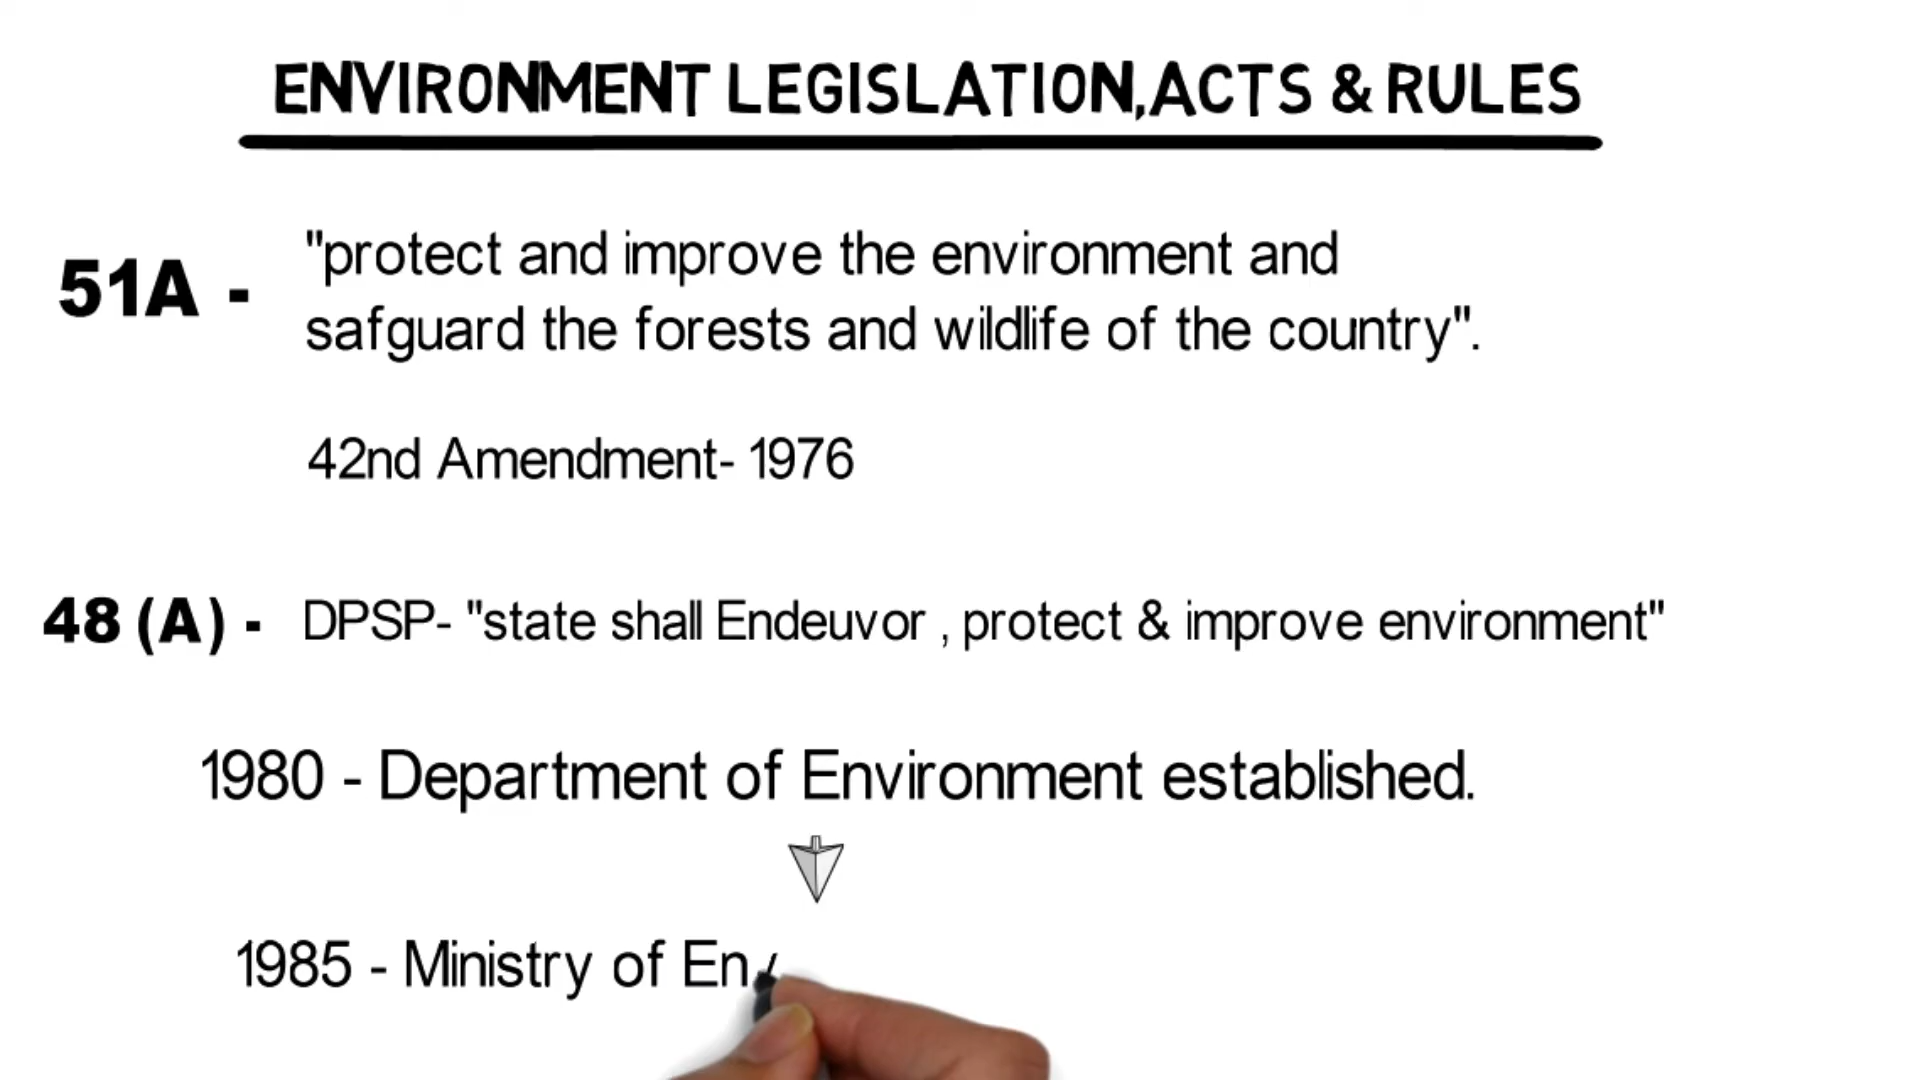 ENVIRONMENT LEGISLATION,ACTS & RULES
51A - "protect and improve the environment and
safguard the forests and wildlife of the country".
42nd Amendment- 1976
48 (A) - DPSP- "state shall Endeuvor , protect & improve environment"
1980 - Department of Environment established.
1985 - Ministry of En